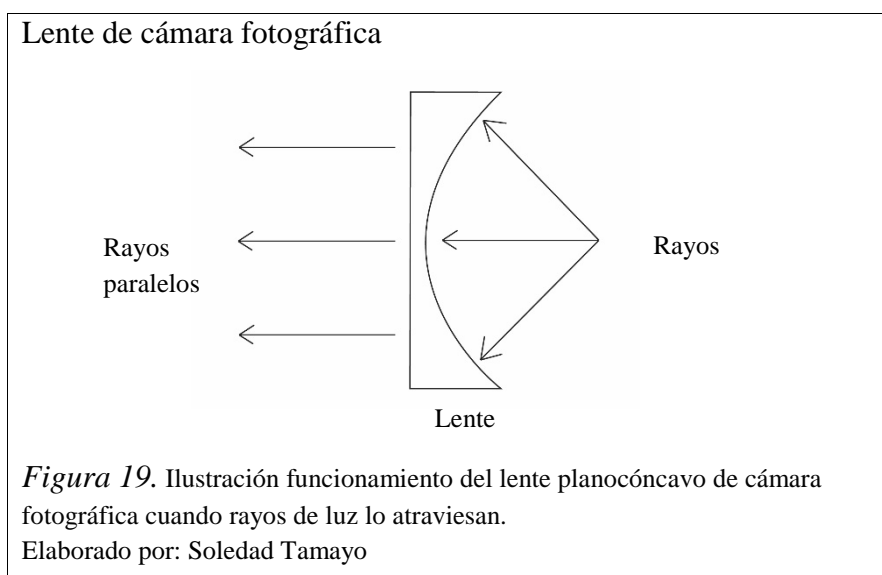 Lente de cámara fotográfica
Rayos
paralelos
Rayos
Lente
Figura 19. Ilustración funcionamiento del lente planocóncavo de cámara
fotográfica cuando rayos de luz lo atraviesan.
Elaborado por: Soledad Tamayo